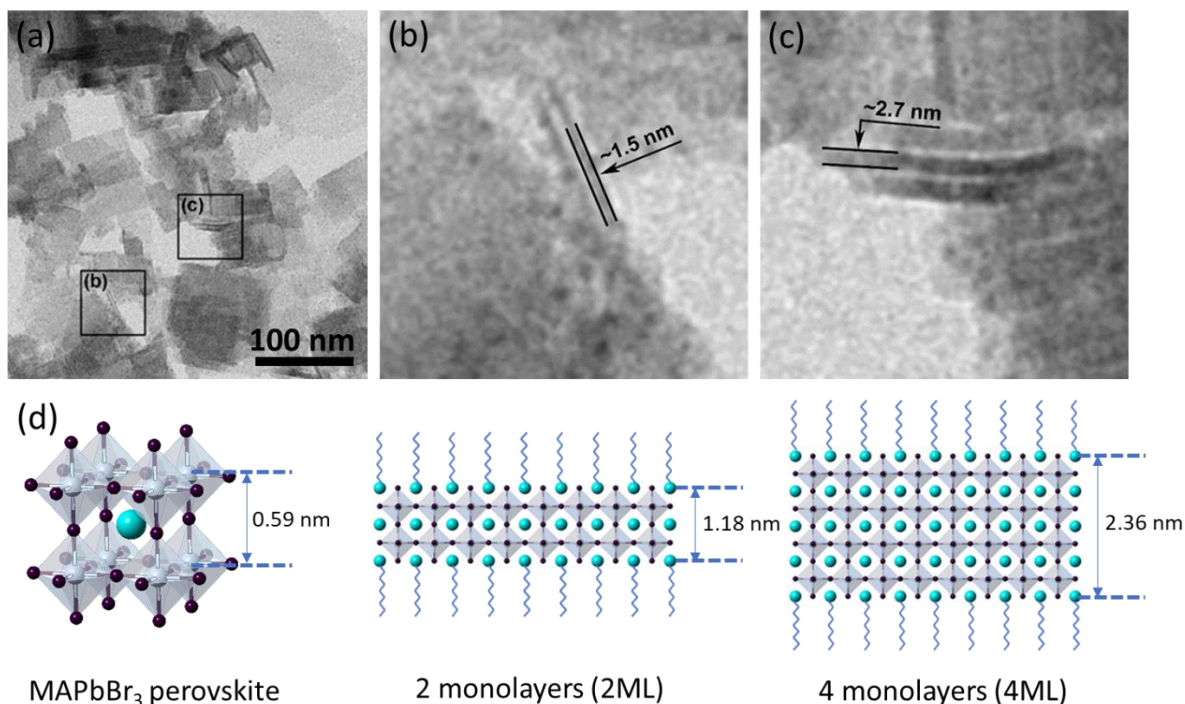 (a)
(c)
(b)
100 nm
(b)
~1.5 nm
(c)
~2.7 nm
(d)
0.59 nm
1.18 nm
2.36 nm
MAPbBr₃ perovskite
2 monolayers (2ML)
4 monolayers (4ML)